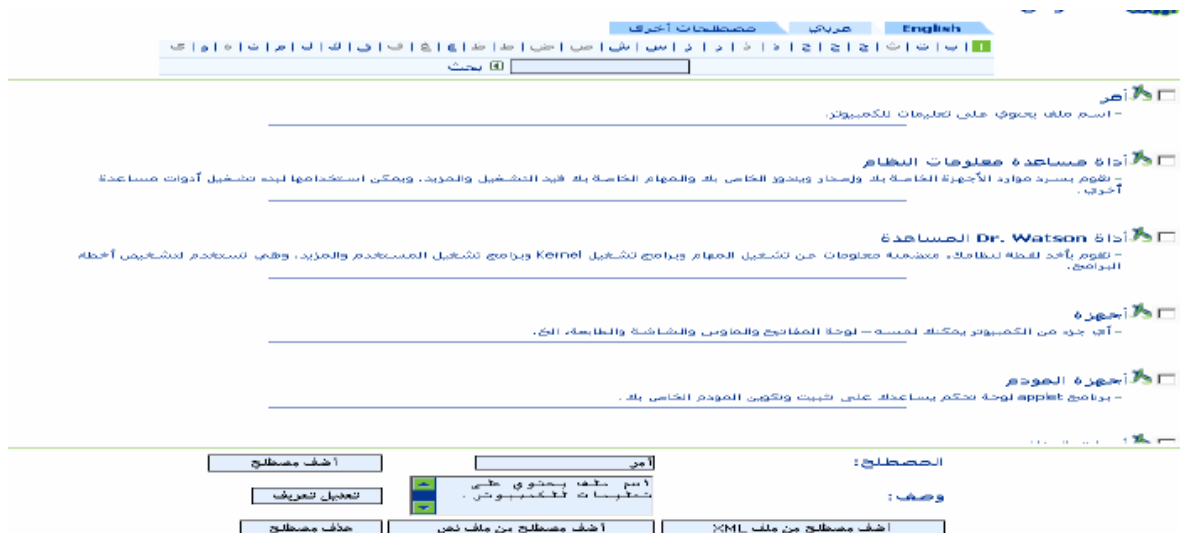 English عربي مصطلحات أخرى
ا | ب | ت | ث | ج | ح | خ | د | ذ | ر | ز | س | ش | ص | ض | ط | ظ | ع | غ | ف | ق | ك | ل | م | ن | ه | و | ي
بحث
أمر
- اسم ملف يحتوي على تعليمات للكمبيوتر.
أداة مساعدة معلومات النظام
- تقوم بسرد موارد الأجهزة الخاصة بك وإصدار ويندوز الخاص بك والمهام الخاصة بك قيد التشغيل والمزيد. ويمكن استخدامها لبدء تشغيل أدوات مساعدة
أخرى.
أداة Dr. Watson المساعدة
- تقوم بأخذ لقطة لنظامك، متضمنة معلومات عن تشغيل المهام وبرامج تشغيل Kernel وبرامج تشغيل المستخدم والمزيد. وهي تستخدم لتشخيص أخطاء
البرامج.
أجهزة
- أي جزء من الكمبيوتر يمكنك لمسه – لوحة المفاتيح والماوس والشاشة والطابعة، الخ.
أجهزة المودم
- برنامج applet لوحة تحكم يساعدك على تثبيت وتكوين المودم الخاص بك.
المصطلح: أمر أضف مصطلح
وصف: اسم ملف يحتوي على
تعليمات للكمبيوتر. تعديل تعريف
أضف مصطلح من ملف XML أضف مصطلح من ملف نص حذف مصطلح